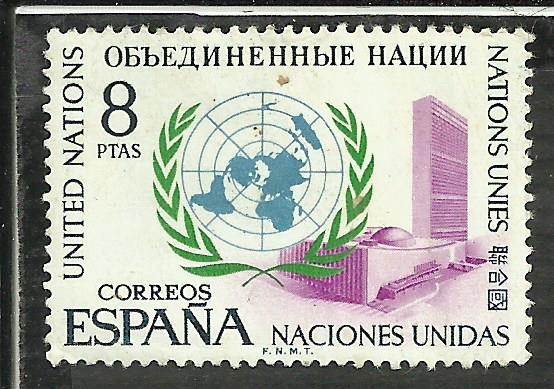 ОБЪЕДИНЕННЫЕ НАЦИИ
UNITED NATIONS
8
PTAS
NATIONS UNIES 聯合國
CORREOS
ESPAÑA
NACIONES UNIDAS
F.N.M.T.